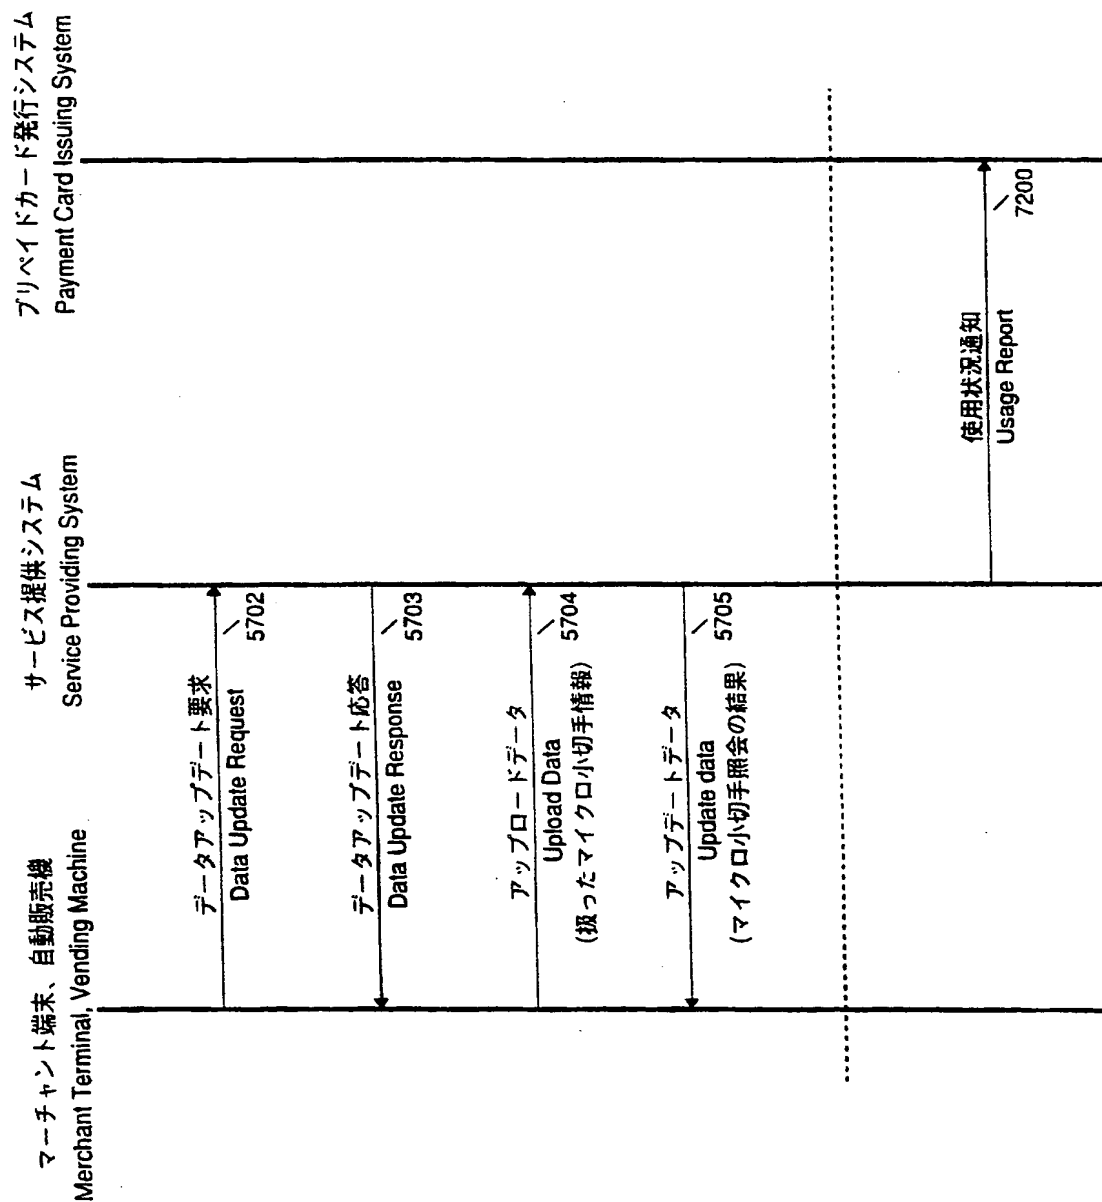 マーチャント端末、自動販売機
Merchant Terminal, Vending Machine
サービス提供システム
Service Providing System
プリペイドカード発行システム
Payment Card Issuing System
データアップデート要求
Data Update Request
5702
データアップデート応答
Data Update Response
5703
アップロードデータ
Upload Data
(扱ったマイクロ小切手情報)
5704
アップデートデータ
Update data
(マイクロ小切手照会の結果)
5705
使用状況通知
Usage Report
7200